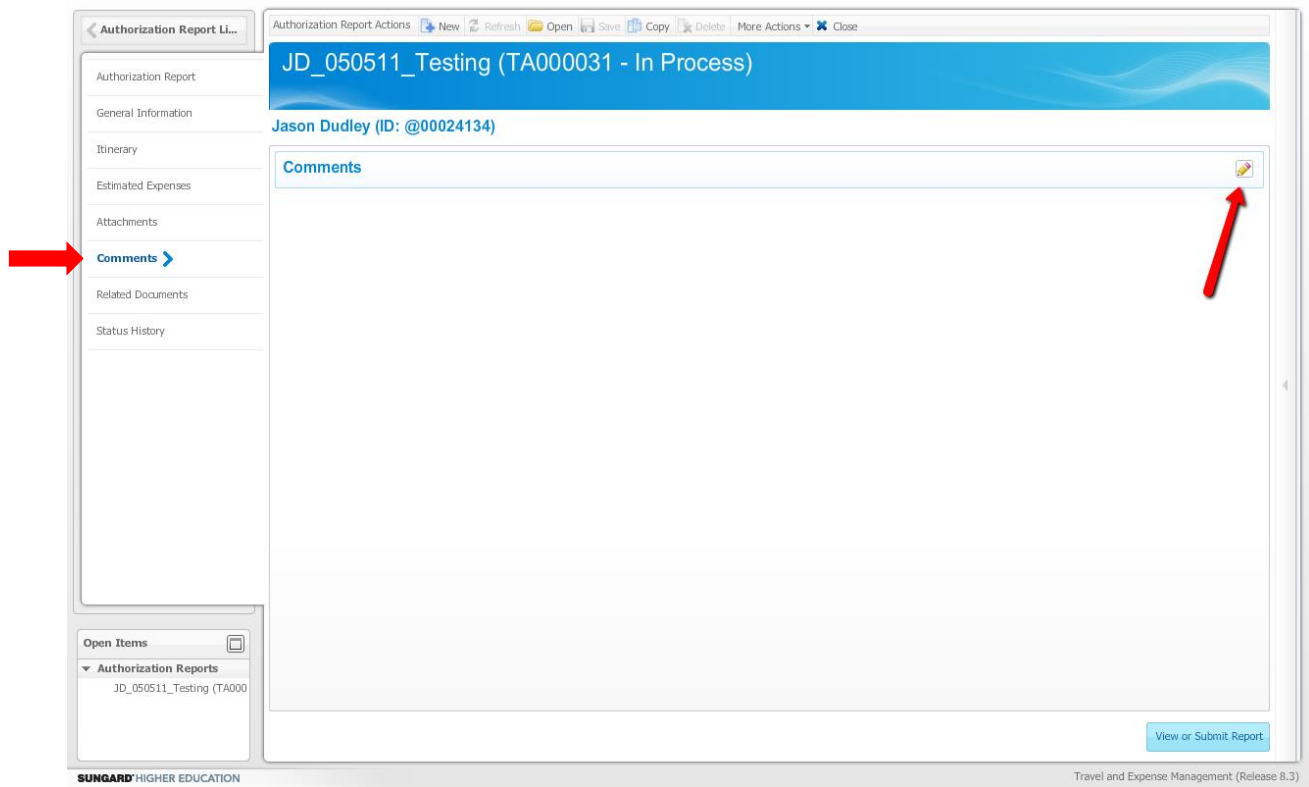 Authorization Report Li...
Authorization Report Actions New Refresh Open Save Copy Delete More Actions Close
JD_050511_Testing (TA000031 - In Process)
Jason Dudley (ID: @00024134)
Authorization Report
General Information
Itinerary
Estimated Expenses
Attachments
Comments
Related Documents
Status History
Comments
Open Items
Authorization Reports
JD_050511_Testing (TA000
View or Submit Report
SUNGARD HIGHER EDUCATION
Travel and Expense Management (Release 8.3)